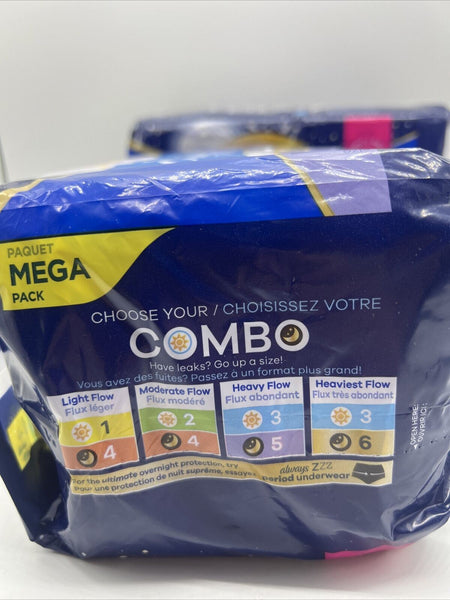 PAQUET
MEGA
PACK
CHOOSE YOUR / CHOISISSEZ VOTRE
COMBO
Have leaks? Go up a size!
Vous avez des fuites? Passez à un format plus grand!
Light Flow
Flux léger
1
4
Moderate Flow
Flux modéré
2
4
Heavy Flow
Flux abondant
3
5
Heaviest Flow
Flux très abondant
3
6
For the ultimate overnight protection, try
Pour une protection de nuit suprême, essayez
always ZZZ
Period underwear
OPEN HERE
OUVRIR ICI